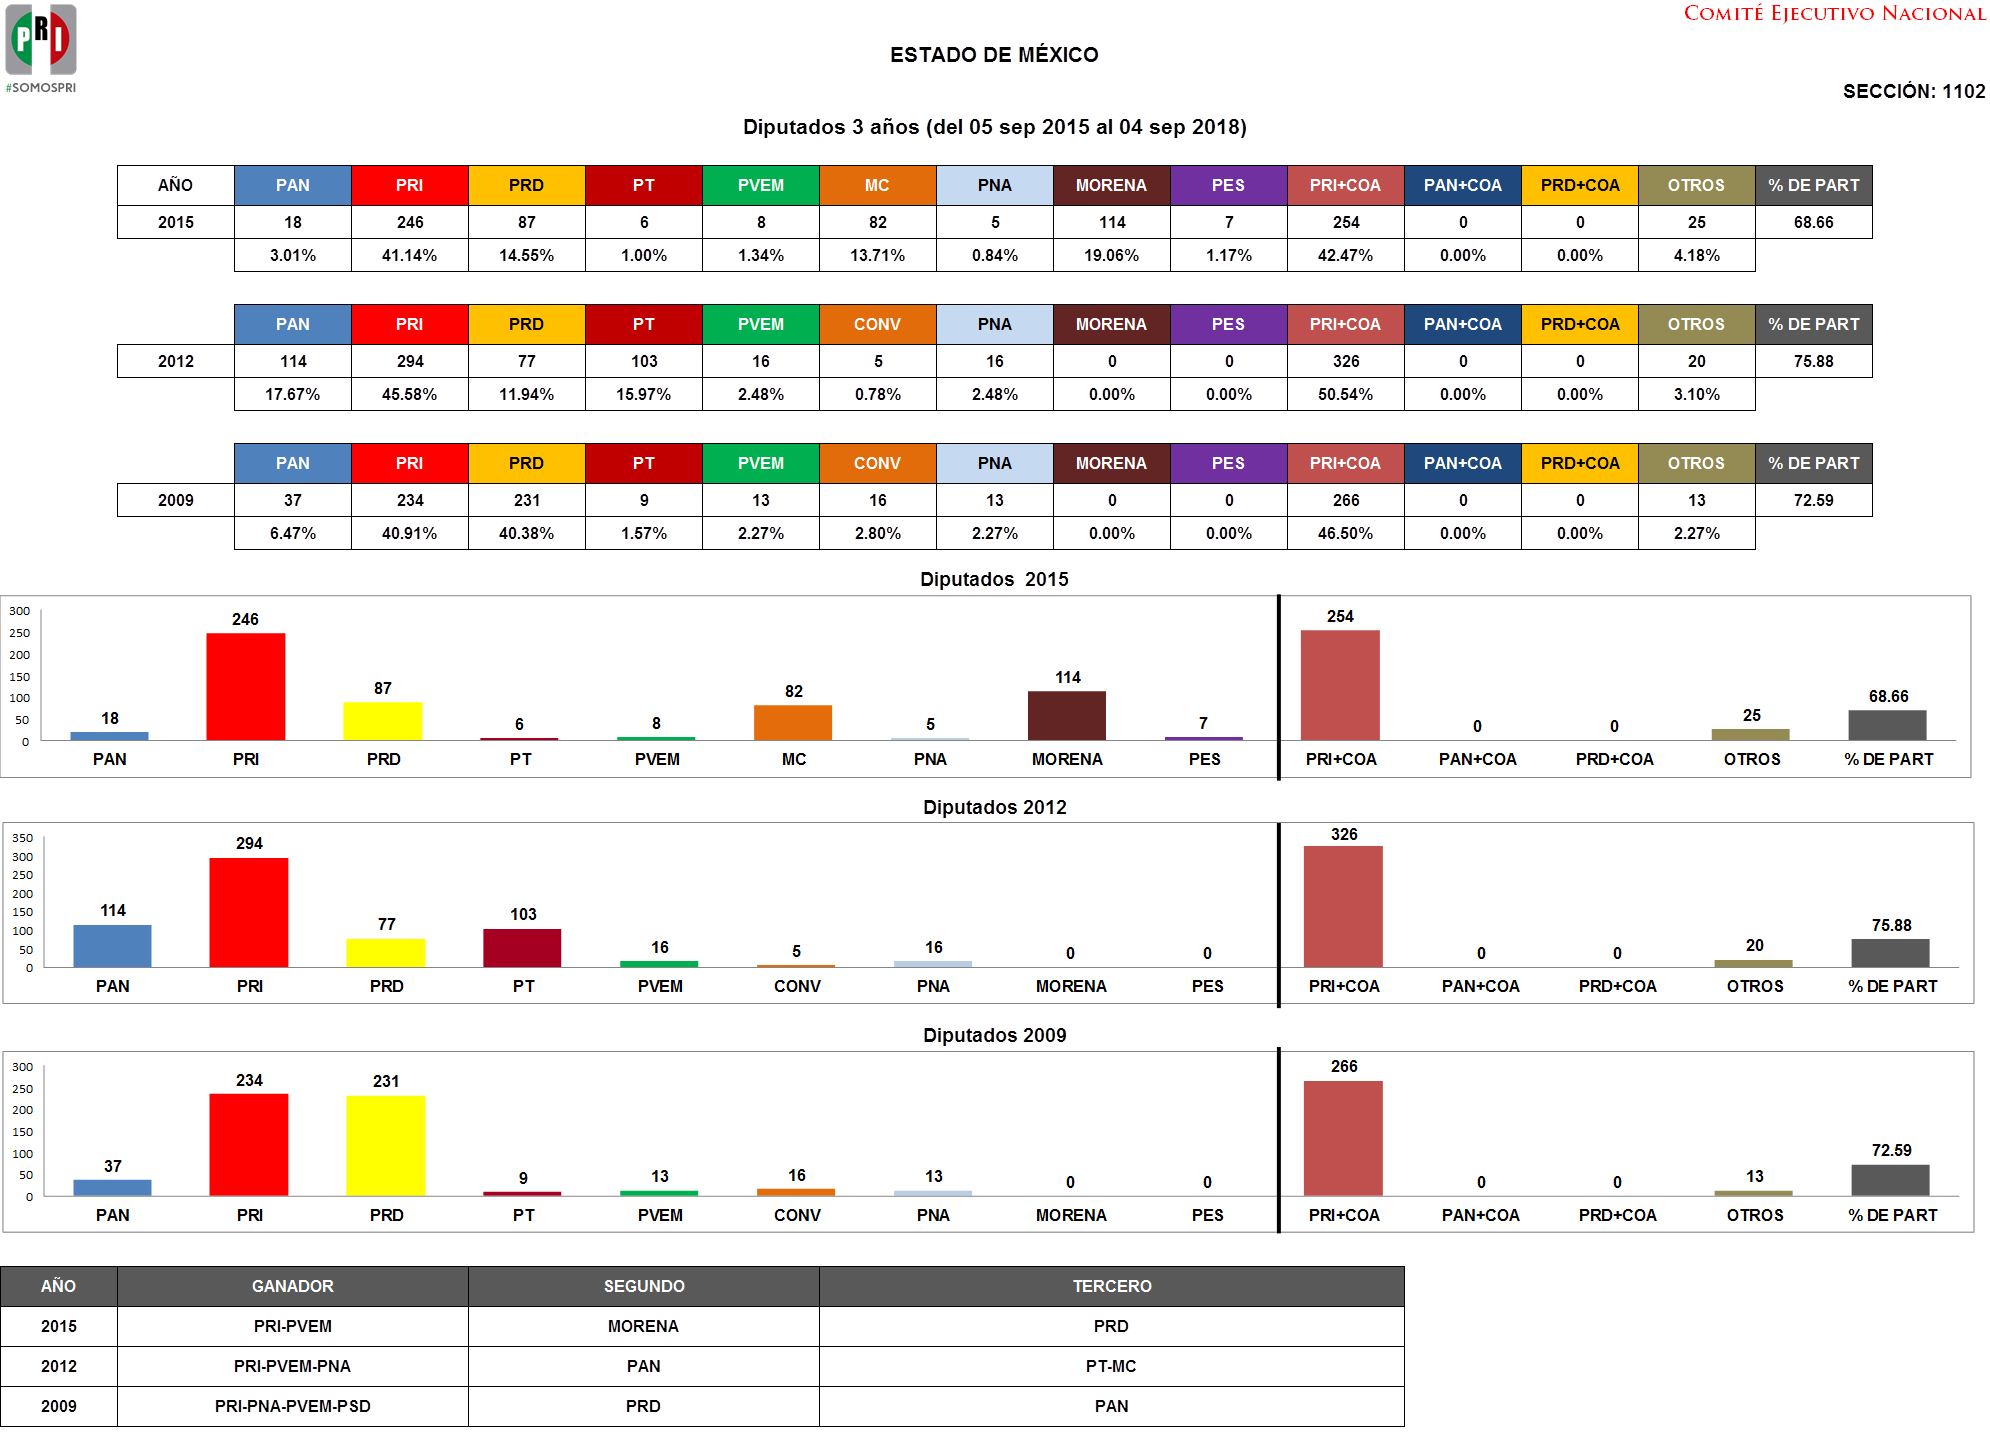 PRI
#SOMOSPRI
COMITÉ EJECUTIVO NACIONAL
ESTADO DE MÉXICO
SECCIÓN: 1102
Diputados 3 años (del 05 sep 2015 al 04 sep 2018)
AÑO PAN PRI PRD PT PVEM MC PNA MORENA PES PRI+COA PAN+COA PRD+COA OTROS % DE PART
2015 18 246 87 6 8 82 5 114 7 254 0 0 25 68.66
3.01% 41.14% 14.55% 1.00% 1.34% 13.71% 0.84% 19.06% 1.17% 42.47% 0.00% 0.00% 4.18%
PAN PRI PRD PT PVEM CONV PNA MORENA PES PRI+COA PAN+COA PRD+COA OTROS % DE PART
2012 114 294 77 103 16 5 16 0 0 326 0 0 20 75.88
17.67% 45.58% 11.94% 15.97% 2.48% 0.78% 2.48% 0.00% 0.00% 50.54% 0.00% 0.00% 3.10%
PAN PRI PRD PT PVEM CONV PNA MORENA PES PRI+COA PAN+COA PRD+COA OTROS % DE PART
2009 37 234 231 9 13 16 13 0 0 266 0 0 13 72.59
6.47% 40.91% 40.38% 1.57% 2.27% 2.80% 2.27% 0.00% 0.00% 46.50% 0.00% 0.00% 2.27%
Diputados 2015
300
250
200
150
100
50
0
18 246 87 6 8 82 5 114 7 254 0 0 25 68.66
PAN PRI PRD PT PVEM MC PNA MORENA PES PRI+COA PAN+COA PRD+COA OTROS % DE PART
Diputados 2012
350
300
250
200
150
100
50
0
114 294 77 103 16 5 16 0 0 326 0 0 20 75.88
PAN PRI PRD PT PVEM CONV PNA MORENA PES PRI+COA PAN+COA PRD+COA OTROS % DE PART
Diputados 2009
300
250
200
150
100
50
0
37 234 231 9 13 16 13 0 0 266 0 0 13 72.59
PAN PRI PRD PT PVEM CONV PNA MORENA PES PRI+COA PAN+COA PRD+COA OTROS % DE PART
AÑO GANADOR SEGUNDO TERCERO
2015 PRI-PVEM MORENA PRD
2012 PRI-PVEM-PNA PAN PT-MC
2009 PRI-PNA-PVEM-PSD PRD PAN